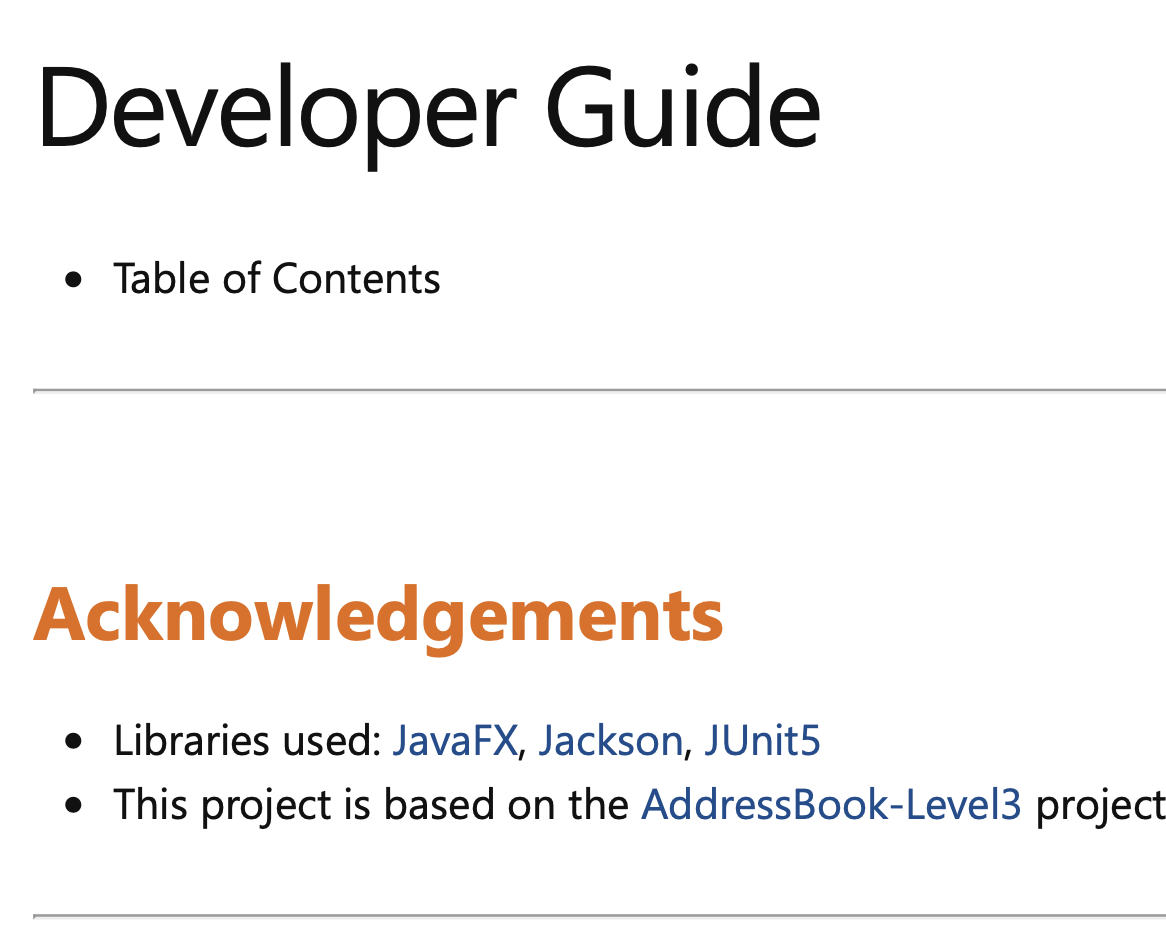 Developer Guide
Table of Contents
Acknowledgements
Libraries used: JavaFX, Jackson, JUnit5
This project is based on the AddressBook-Level3 project